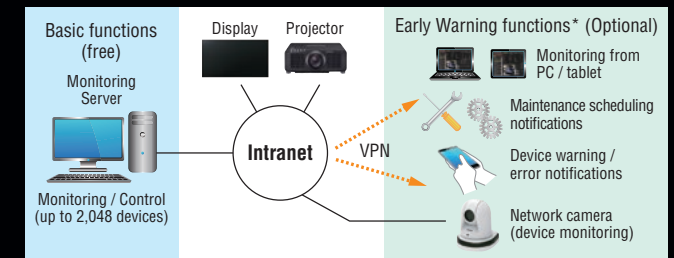 Basic functions
(free)
Monitoring
Server
Monitoring / Control
(up to 2,048 devices)
Display
Projector
Intranet
VPN
Early Warning functions* (Optional)
Monitoring from
PC / tablet
Maintenance scheduling
notifications
Device warning /
error notifications
Network camera
(device monitoring)